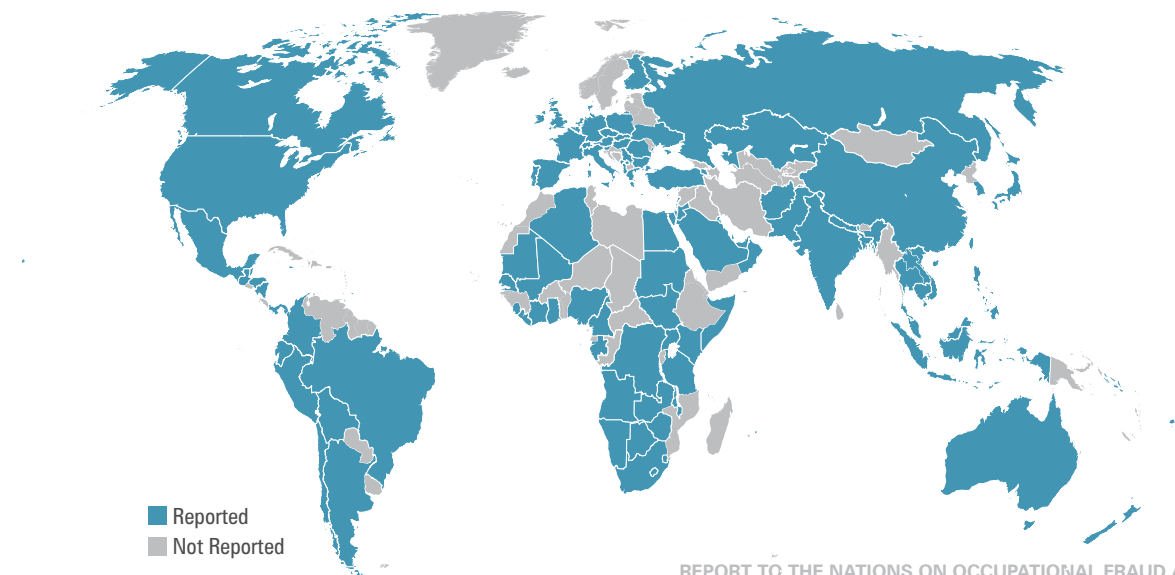 Reported
Not Reported
REPORT TO THE NATIONS ON OCCUPATIONAL FRAUD